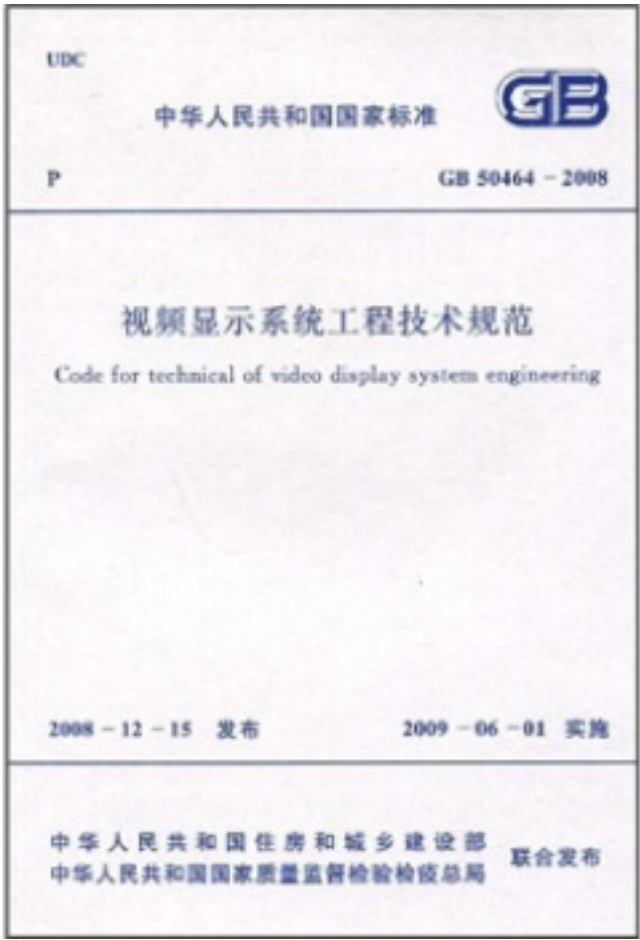 UDC
中华人民共和国国家标准
GB
P
GB 50464－2008
视频显示系统工程技术规范
Code for technical of video display system engineering
2008－12－15 发布
2009－06－01 实施
中华人民共和国住房和城乡建设部
中华人民共和国国家质量监督检验检疫总局
联合发布